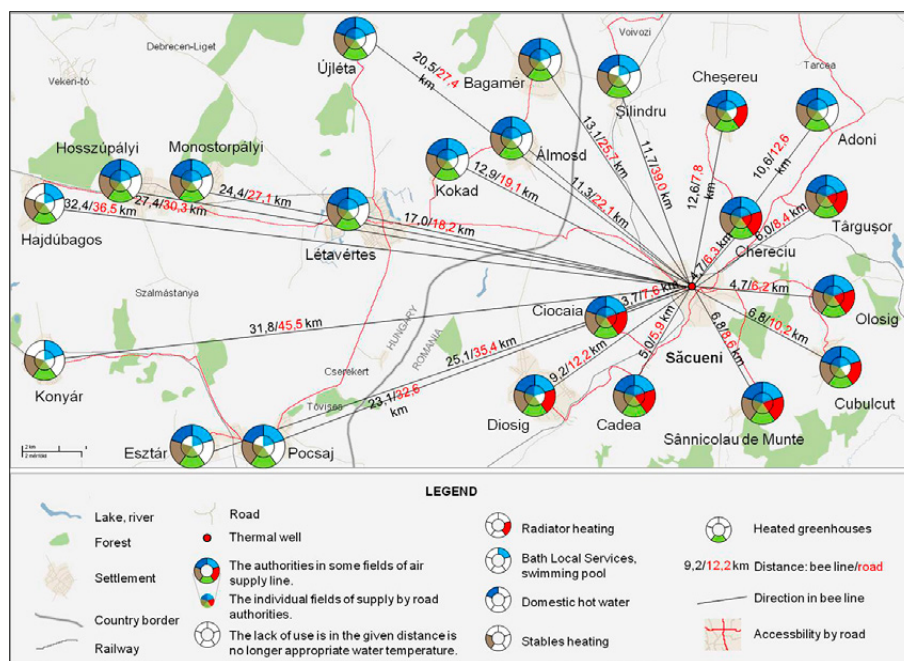 Debrecen-Liget
Voivozi
Tarcea
Vekeri-tó
Újléta
20,5/27,4
km
Bagamér
Șilindru
Cheșereu
Adoni
Hosszúpályi
Monostorpályi
Álmosd
13,1/25,7
km
11,7/39,0
km
10,6/12,6
km
Kokad
12,9/19,1
km
11,3/22,1
km
12,6/7,8
km
24,4/27,1 km
32,4/36,5 km
27,4/30,3 km
17,0/18,2 km
Hajdúbagos
Létavértes
Chereciu
6,0/8,4 km
Târgușor
4,7/6,3 km
Szalmástanya
3,7/7,6 km
4,7/6,2 km
Ciocaia
Olosig
31,8/45,5 km
HUNGARY
ROMANIA
5,0/5,9 km
6,8/10,2 km
Săcueni
6,8/8,6 km
Konyár
Cserekert
25,1/35,4 km
9,2/12,2 km
23,1/32,6
km
Tövises
Diosig
Cadea
Cubulcut
Sânnicolau de Munte
Esztár
Pocsaj
2 km
LEGEND
Lake, river
Forest
Settlement
Country border
Railway
Road
Thermal well
The authorities in some fields of air
supply line.
The individual fields of supply by road
authorities.
The lack of use is in the given distance is
no longer appropriate water temperature.
Radiator heating
Bath Local Services,
swimming pool
Domestic hot water
Stables heating
Heated greenhouses
9,2/12,2 km Distance: bee line/road
Direction in bee line
Accessbility by road